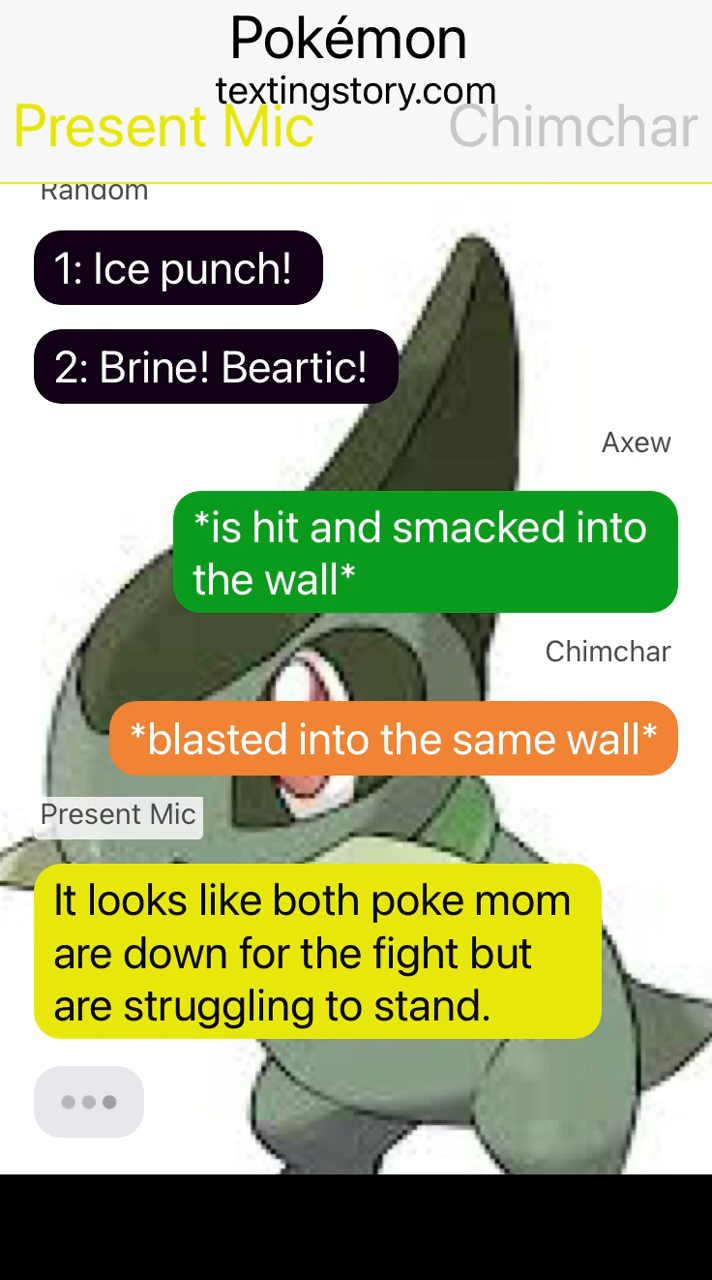 Pokémon
textingstory.com
Present Mic
Chimchar
Random
1: Ice punch!
2: Brine! Beartic!
Axew
*is hit and smacked into
the wall*
Chimchar
*blasted into the same wall*
Present Mic
It looks like both poke mom
are down for the fight but
are struggling to stand.